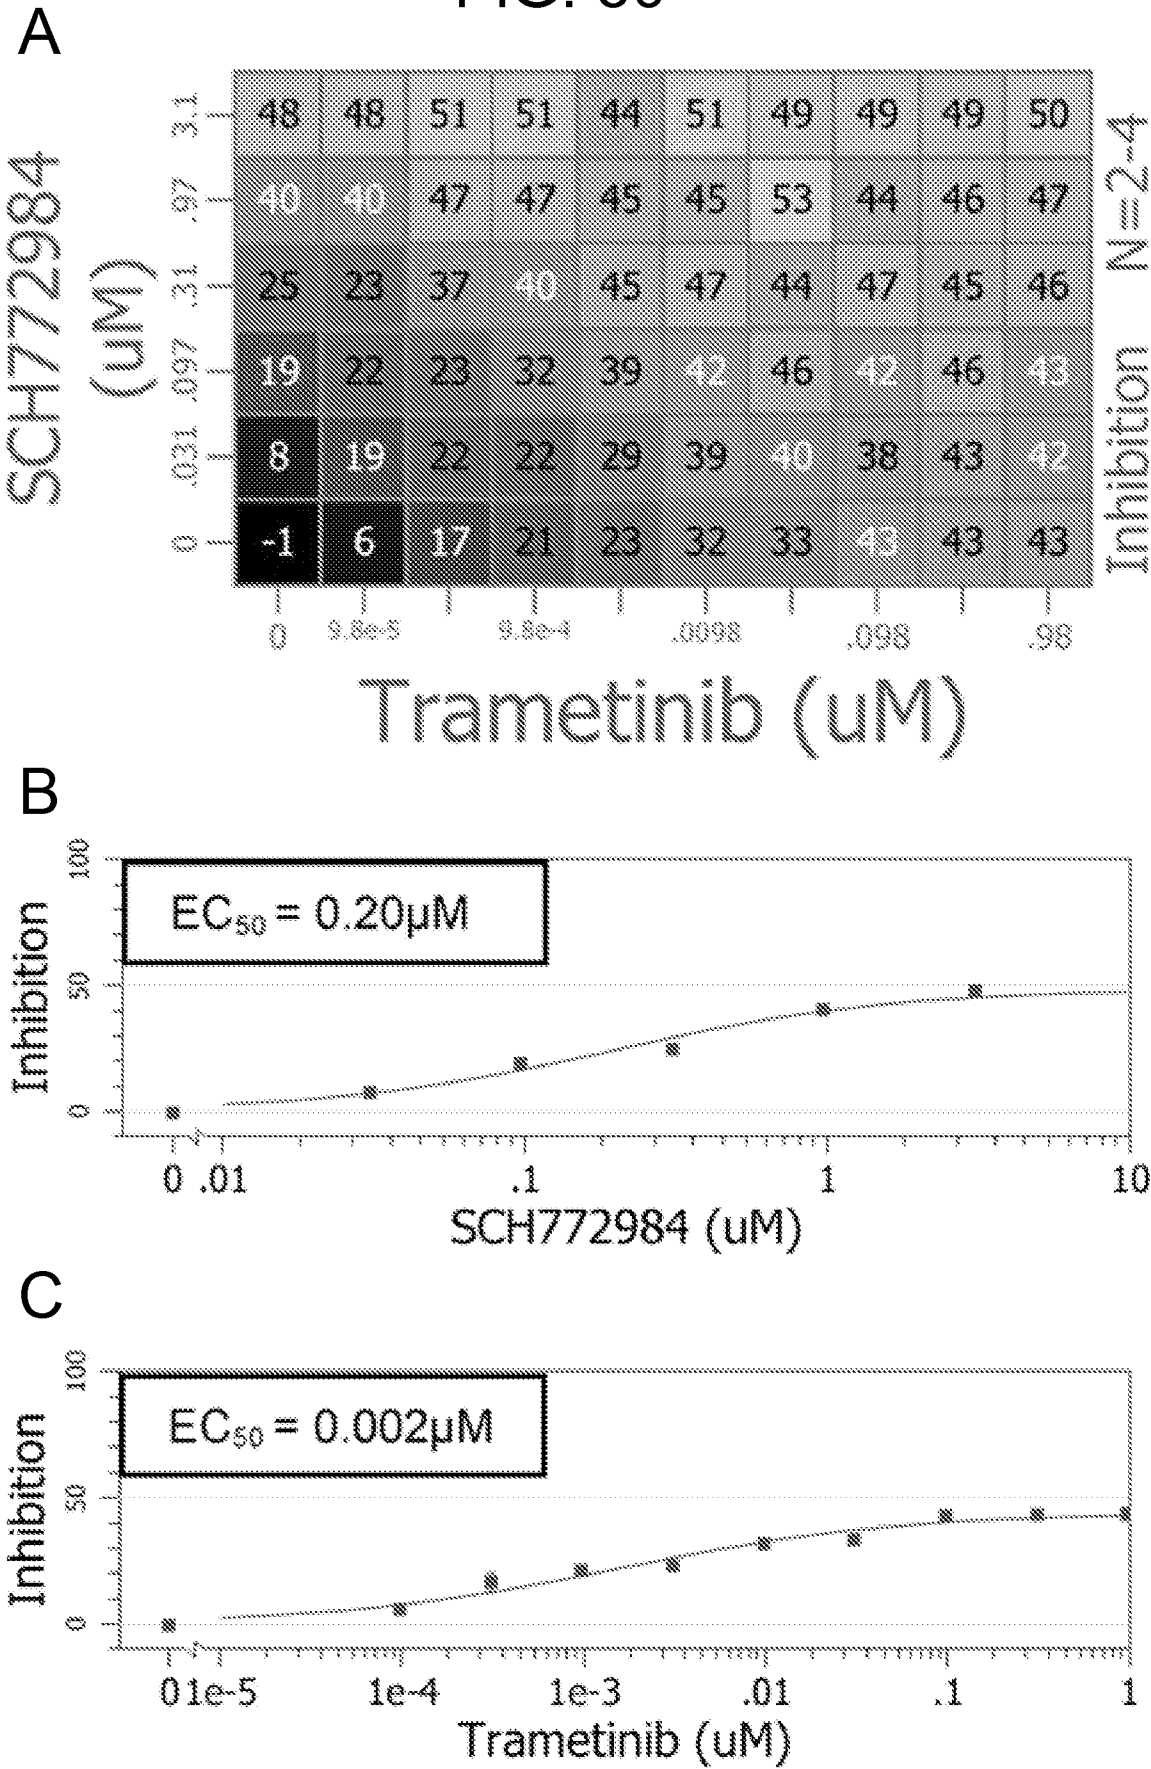 A
3.1 48 48 51 51 44 51 49 49 49 50
.97 40 40 47 47 45 45 53 44 46 47
.31 25 23 37 40 45 47 44 47 45 46
.097 19 22 23 32 39 42 46 42 46 43
.031 8 19 22 22 29 39 40 38 43 42
0 -1 6 17 21 23 32 33 43 43 43
SCH772984
(uM)
Inhibition N=2-4
0 9.8e-5 9.8e-4 .0098 .098 .98
Trametinib (uM)
B
100
EC50 = 0.20µM
Inhibition
50
0
0 .01 .1 1 10
SCH772984 (uM)
C
100
EC50 = 0.002µM
Inhibition
50
0
0 1e-5 1e-4 1e-3 .01 .1 1
Trametinib (uM)